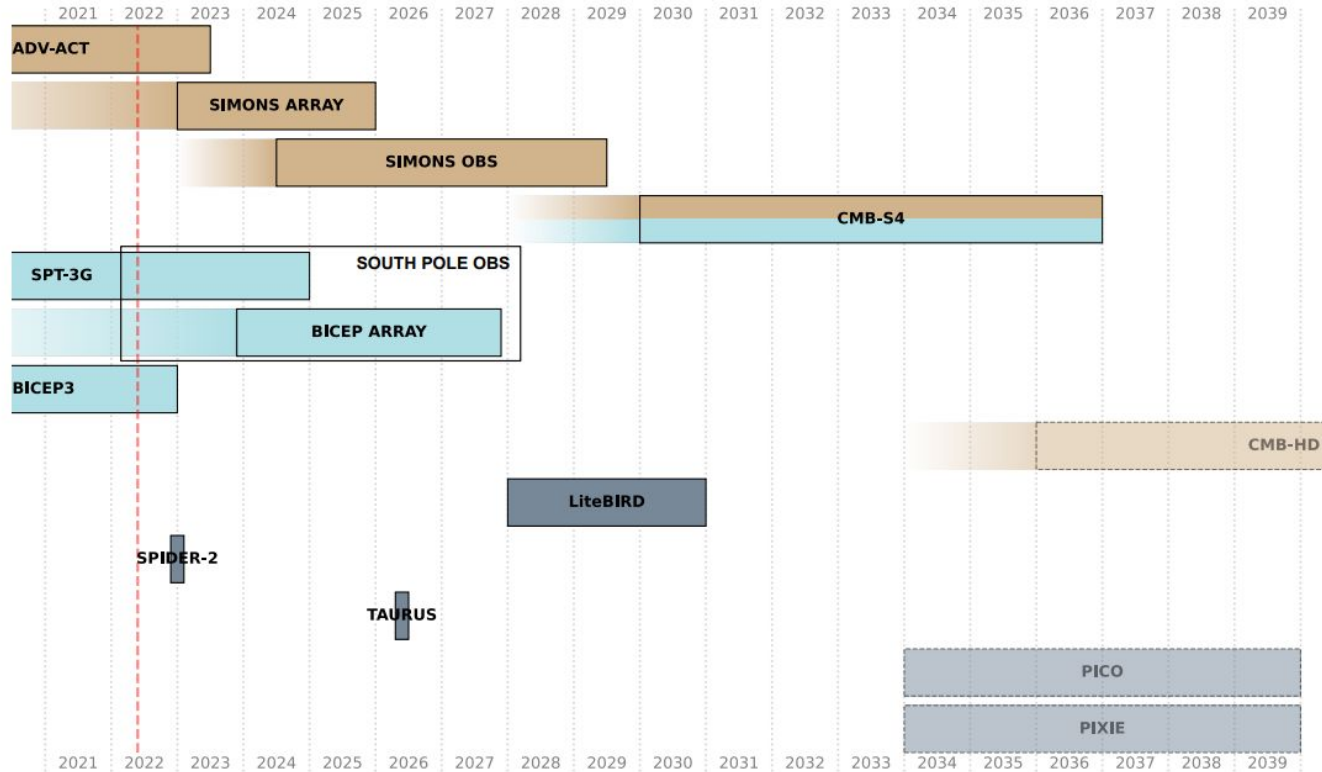 2021 2022 2023 2024 2025 2026 2027 2028 2029 2030 2031 2032 2033 2034 2035 2036 2037 2038 2039
ADV-ACT
SIMONS ARRAY
SIMONS OBS
CMB-S4
SOUTH POLE OBS
SPT-3G
BICEP ARRAY
BICEP3
CMB-HD
LiteBIRD
SPIDER-2
TAURUS
PICO
PIXIE
2021 2022 2023 2024 2025 2026 2027 2028 2029 2030 2031 2032 2033 2034 2035 2036 2037 2038 2039